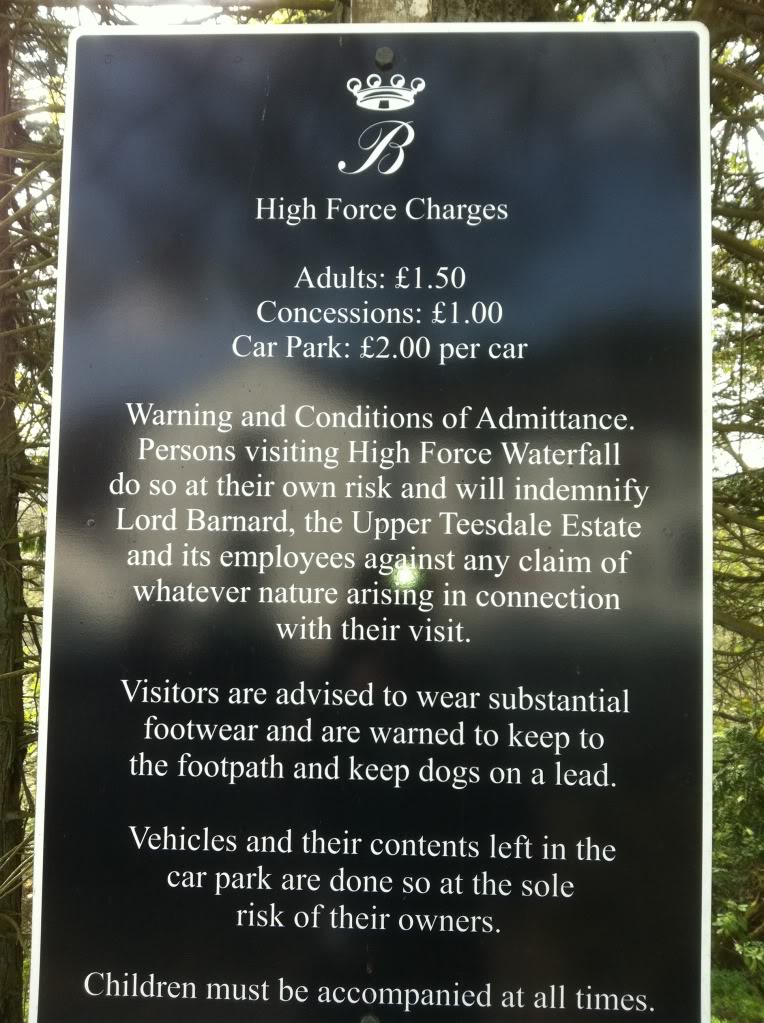 B
High Force Charges
Adults: £1.50
Concessions: £1.00
Car Park: £2.00 per car
Warning and Conditions of Admittance.
Persons visiting High Force Waterfall
do so at their own risk and will indemnify
Lord Barnard, the Upper Teesdale Estate
and its employees against any claim of
whatever nature arising in connection
with their visit.
Visitors are advised to wear substantial
footwear and are warned to keep to
the footpath and keep dogs on a lead.
Vehicles and their contents left in the
car park are done so at the sole
risk of their owners.
Children must be accompanied at all times.